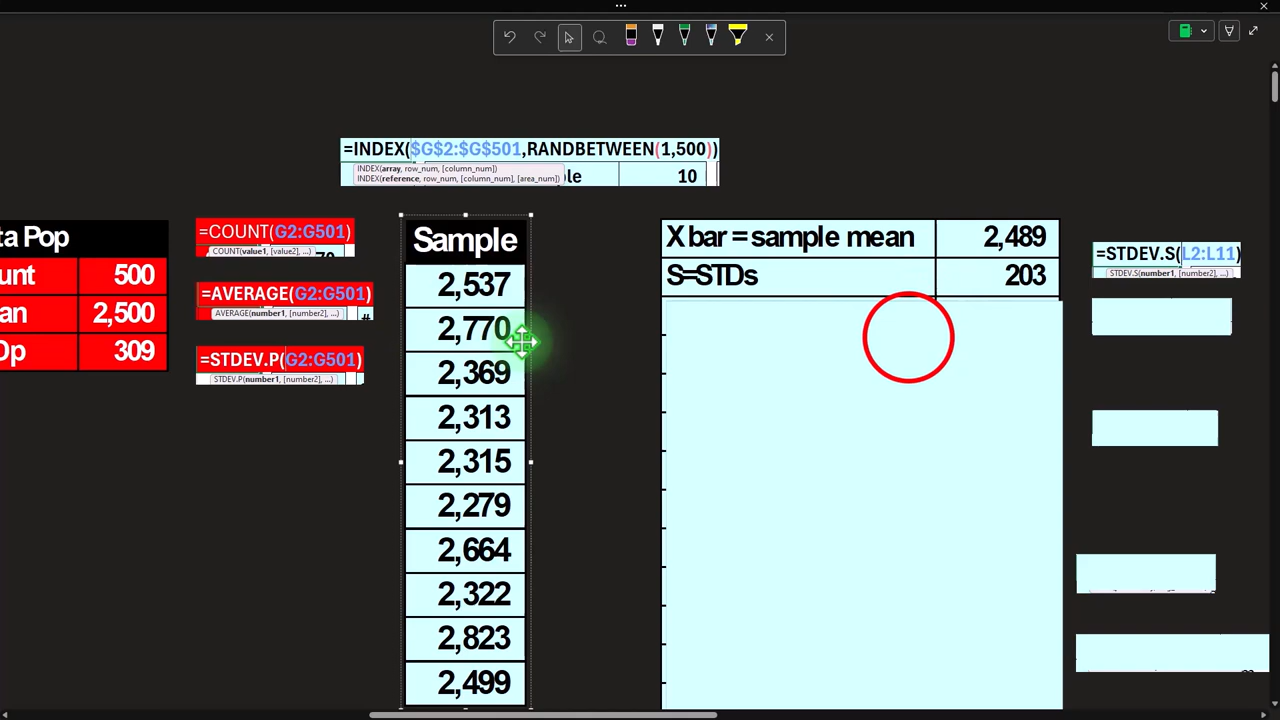 =INDEX($G$2:$G$501,RANDBETWEEN(1,500))
INDEX(array, row_num, [column_num])
INDEX(reference, row_num, [column_num], [area_num])
10
ta Pop
unt 500
an 2,500
Op 309
=COUNT(G2:G501)
COUNT(value1, [value2], ...)
=AVERAGE(G2:G501)
AVERAGE(number1, [number2], ...)
#
=STDEV.P(G2:G501)
STDEV.P(number1, [number2], ...)
Sample
2,537
2,770
2,369
2,313
2,315
2,279
2,664
2,322
2,823
2,499
X bar = sample mean 2,489
S=STDs 203
=STDEV.S(L2:L11)
STDEV.S(number1, [number2], ...)